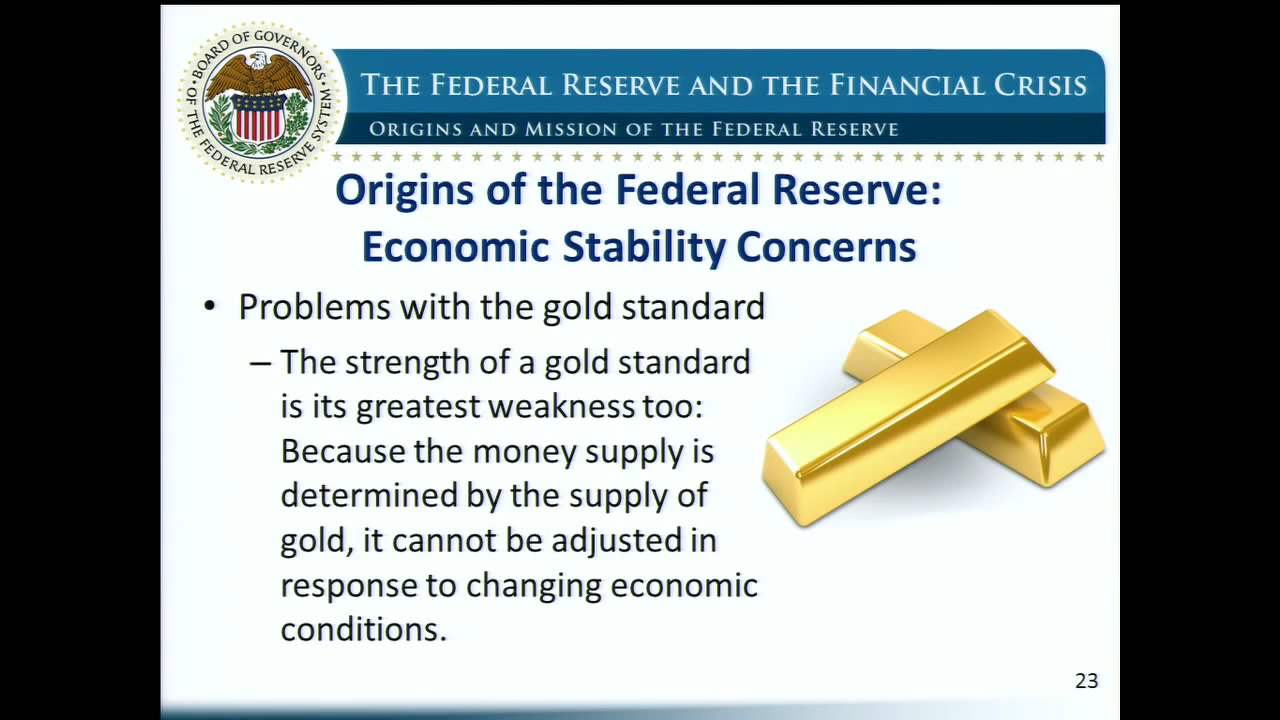 BOARD OF GOVERNORS
THE FEDERAL RESERVE SYSTEM
THE FEDERAL RESERVE AND THE FINANCIAL CRISIS
ORIGINS AND MISSION OF THE FEDERAL RESERVE
Origins of the Federal Reserve:
Economic Stability Concerns
• Problems with the gold standard
– The strength of a gold standard
is its greatest weakness too:
Because the money supply is
determined by the supply of
gold, it cannot be adjusted in
response to changing economic
conditions.
23